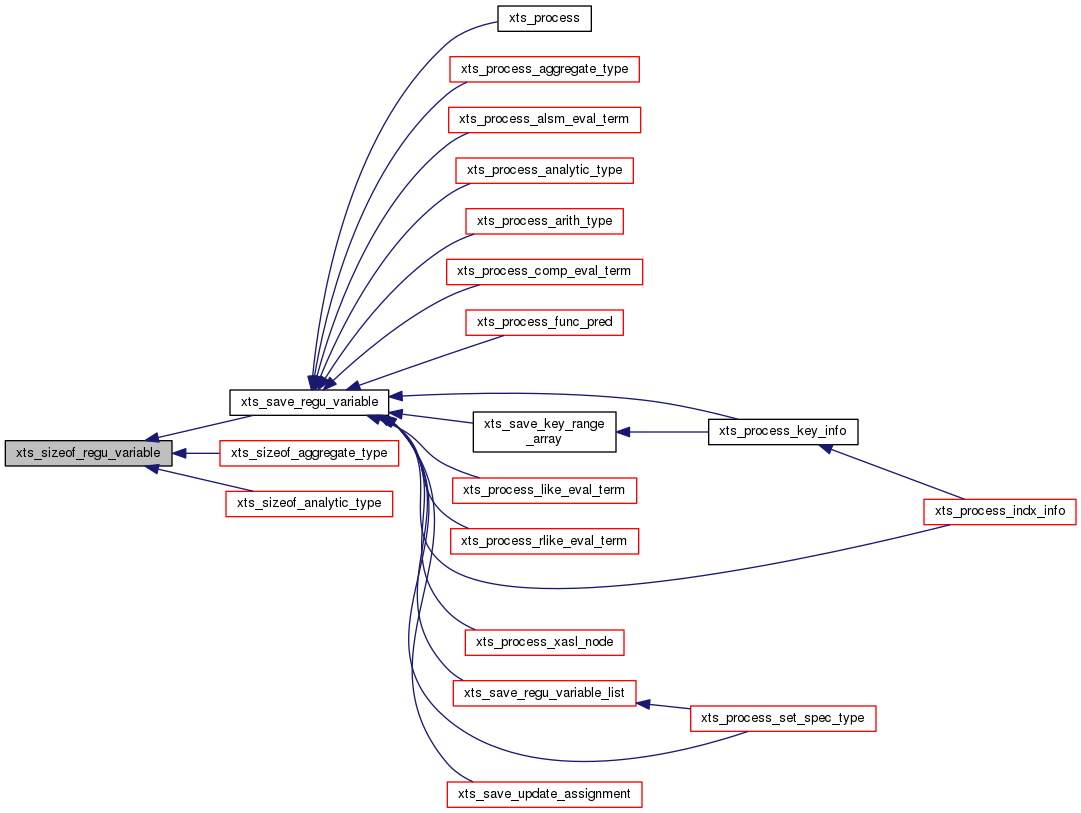 xts_process
xts_process_aggregate_type
xts_process_alsm_eval_term
xts_process_analytic_type
xts_process_arith_type
xts_process_comp_eval_term
xts_process_func_pred
xts_save_regu_variable
xts_save_key_range
_array
xts_process_key_info
xts_sizeof_regu_variable
xts_sizeof_aggregate_type
xts_sizeof_analytic_type
xts_process_like_eval_term
xts_process_indx_info
xts_process_rlike_eval_term
xts_process_xasl_node
xts_save_regu_variable_list
xts_process_set_spec_type
xts_save_update_assignment